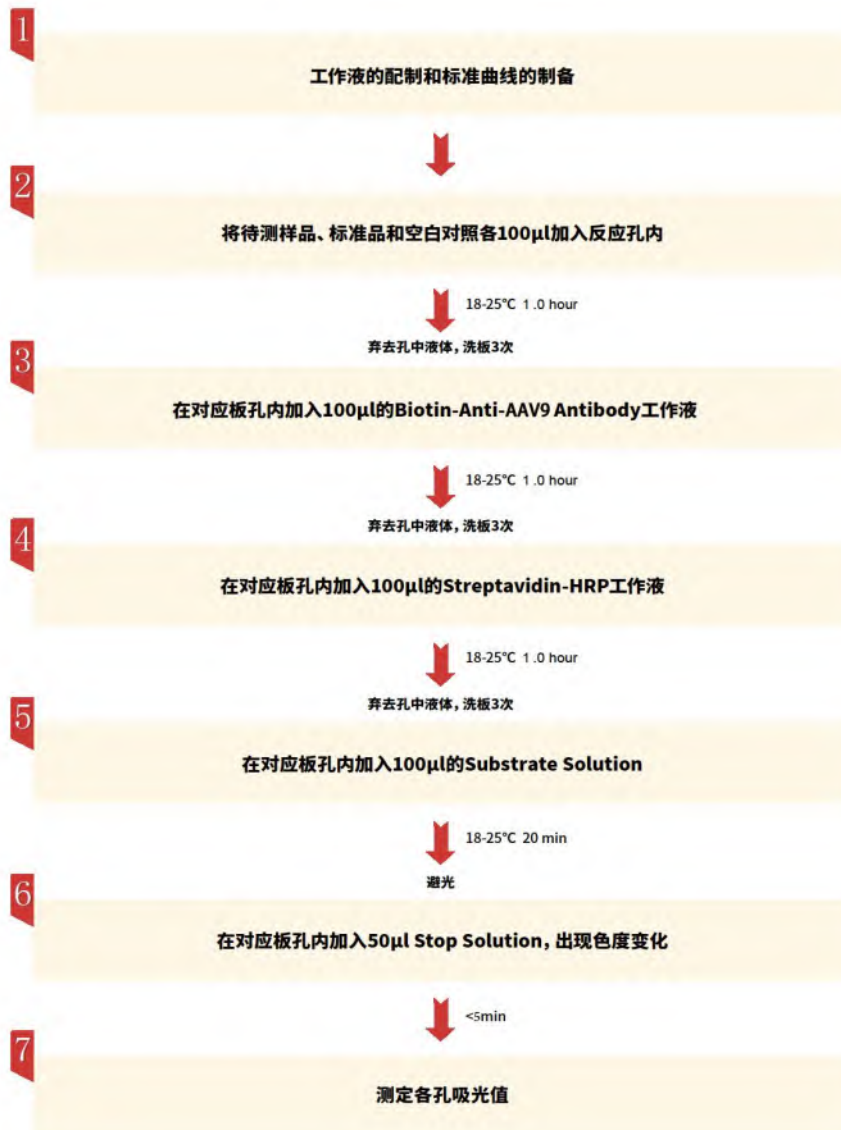 1
工作液的配制和标准曲线的制备
2
将待测样品、标准品和空白对照各100μl加入反应孔内
18-25℃ 1 .0 hour
弃去孔中液体，洗板3次
3
在对应板孔内加入100μl的Biotin-Anti-AAV9 Antibody工作液
18-25℃ 1 .0 hour
弃去孔中液体，洗板3次
4
在对应板孔内加入100μl的Streptavidin-HRP工作液
18-25℃ 1 .0 hour
弃去孔中液体，洗板3次
5
在对应板孔内加入100μl的Substrate Solution
18-25℃ 20 min
避光
6
在对应板孔内加入50μl Stop Solution，出现色度变化
<5min
7
测定各孔吸光值